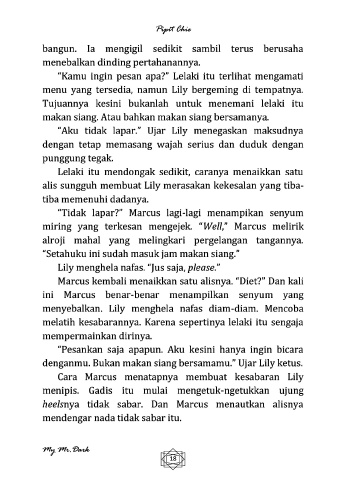 Pipit Chie
bangun. Ia mengigil sedikit sambil terus berusaha
menebalkan dinding pertahanannya.
“Kamu ingin pesan apa?” Lelaki itu terlihat mengamati
menu yang tersedia, namun Lily bergeming di tempatnya.
Tujuannya kesini bukanlah untuk menemani lelaki itu
makan siang. Atau bahkan makan siang bersamanya.
“Aku tidak lapar.” Ujar Lily menegaskan maksudnya
dengan tetap memasang wajah serius dan duduk dengan
punggung tegak.
Lelaki itu mendongak sedikit, caranya menaikkan satu
alis sungguh membuat Lily merasakan kekesalan yang tiba-
tiba memenuhi dadanya.
“Tidak lapar?” Marcus lagi-lagi menampikan senyum
miring yang terkesan mengejek. “Well,” Marcus melirik
alroji mahal yang melingkari pergelangan tangannya.
“Setahuku ini sudah masuk jam makan siang.”
Lily menghela nafas. “Jus saja, please.”
Marcus kembali menaikkan satu alisnya. “Diet?” Dan kali
ini Marcus benar-benar menampilkan senyum yang
menyebalkan. Lily menghela nafas diam-diam. Mencoba
melatih kesabarannya. Karena sepertinya lelaki itu sengaja
mempermainkan dirinya.
“Pesankan saja apapun. Aku kesini hanya ingin bicara
denganmu. Bukan makan siang bersamamu.” Ujar Lily ketus.
Cara Marcus menatapnya membuat kesabaran Lily
menipis. Gadis itu mulai mengetuk-ngetukkan ujung
heelsnya tidak sabar. Dan Marcus menautkan alisnya
mendengar nada tidak sabar itu.
My Mr. Dark
18